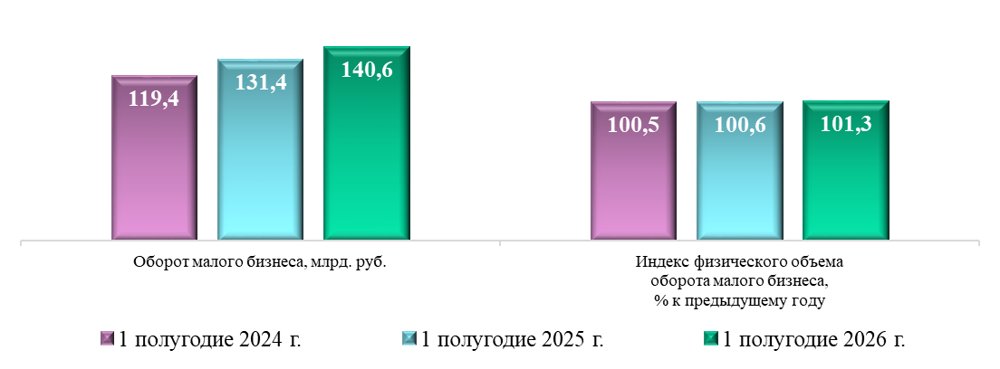 119,4
131,4
140,6
100,5
100,6
101,3
Оборот малого бизнеса, млрд. руб.
Индекс физического объема
оборота малого бизнеса,
% к предыдущему году
1 полугодие 2024 г.
1 полугодие 2025 г.
1 полугодие 2026 г.